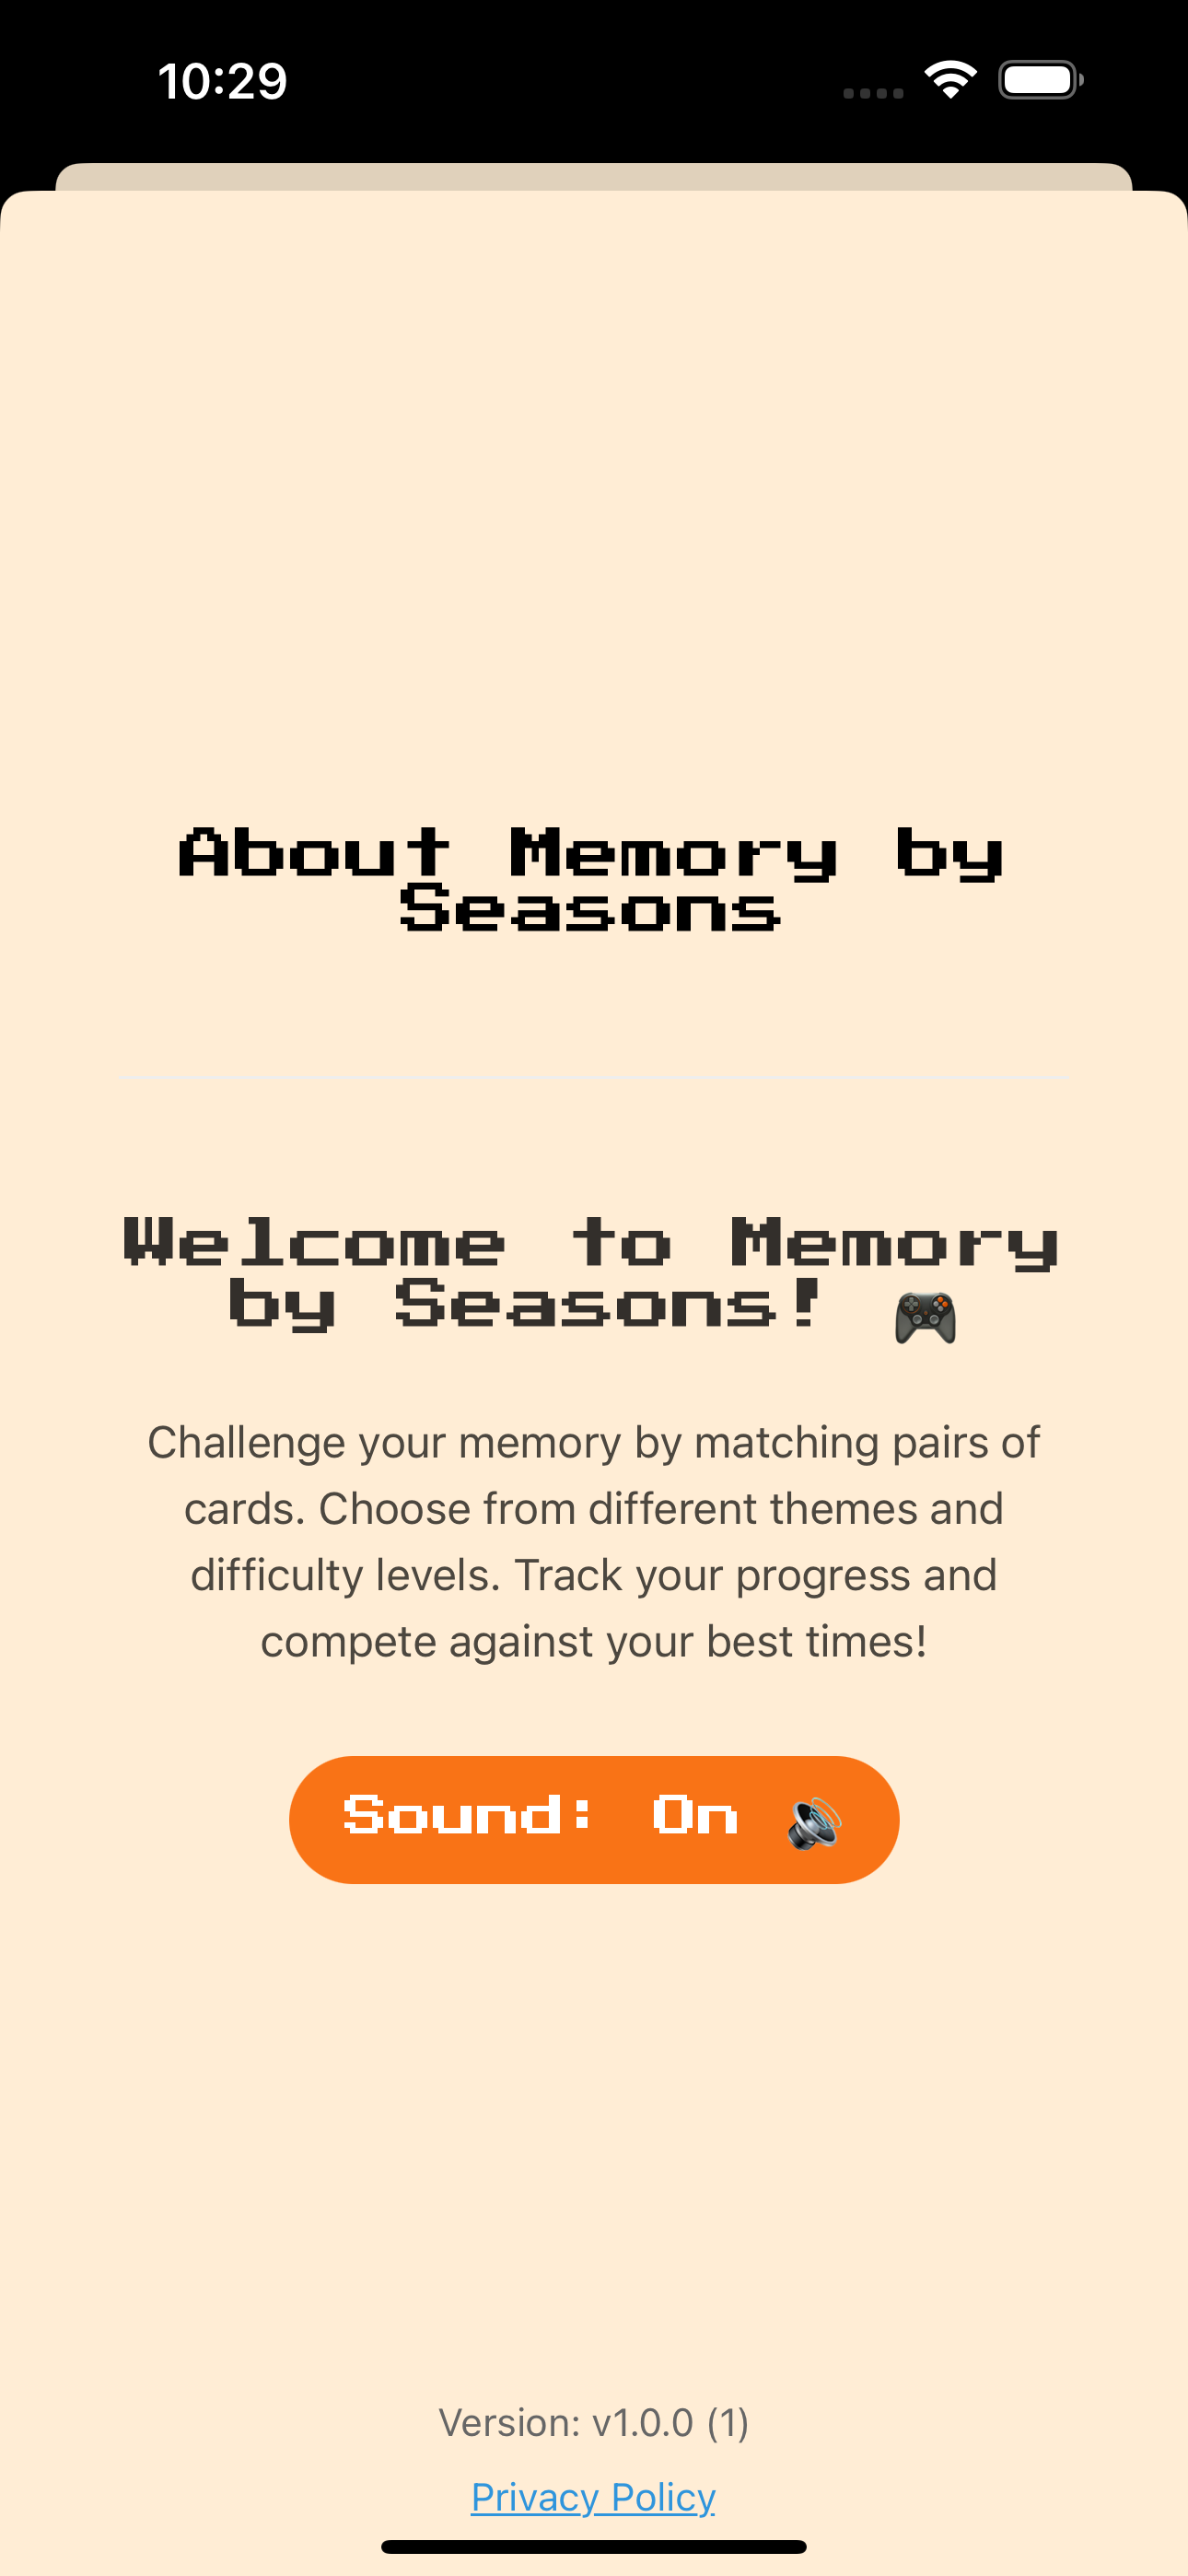 10:29
About Memory by
Seasons
Welcome to Memory
by Seasons! 🎮
Challenge your memory by matching pairs of
cards. Choose from different themes and
difficulty levels. Track your progress and
compete against your best times!
Sound: On 🔊
Version: v1.0.0 (1)
Privacy Policy